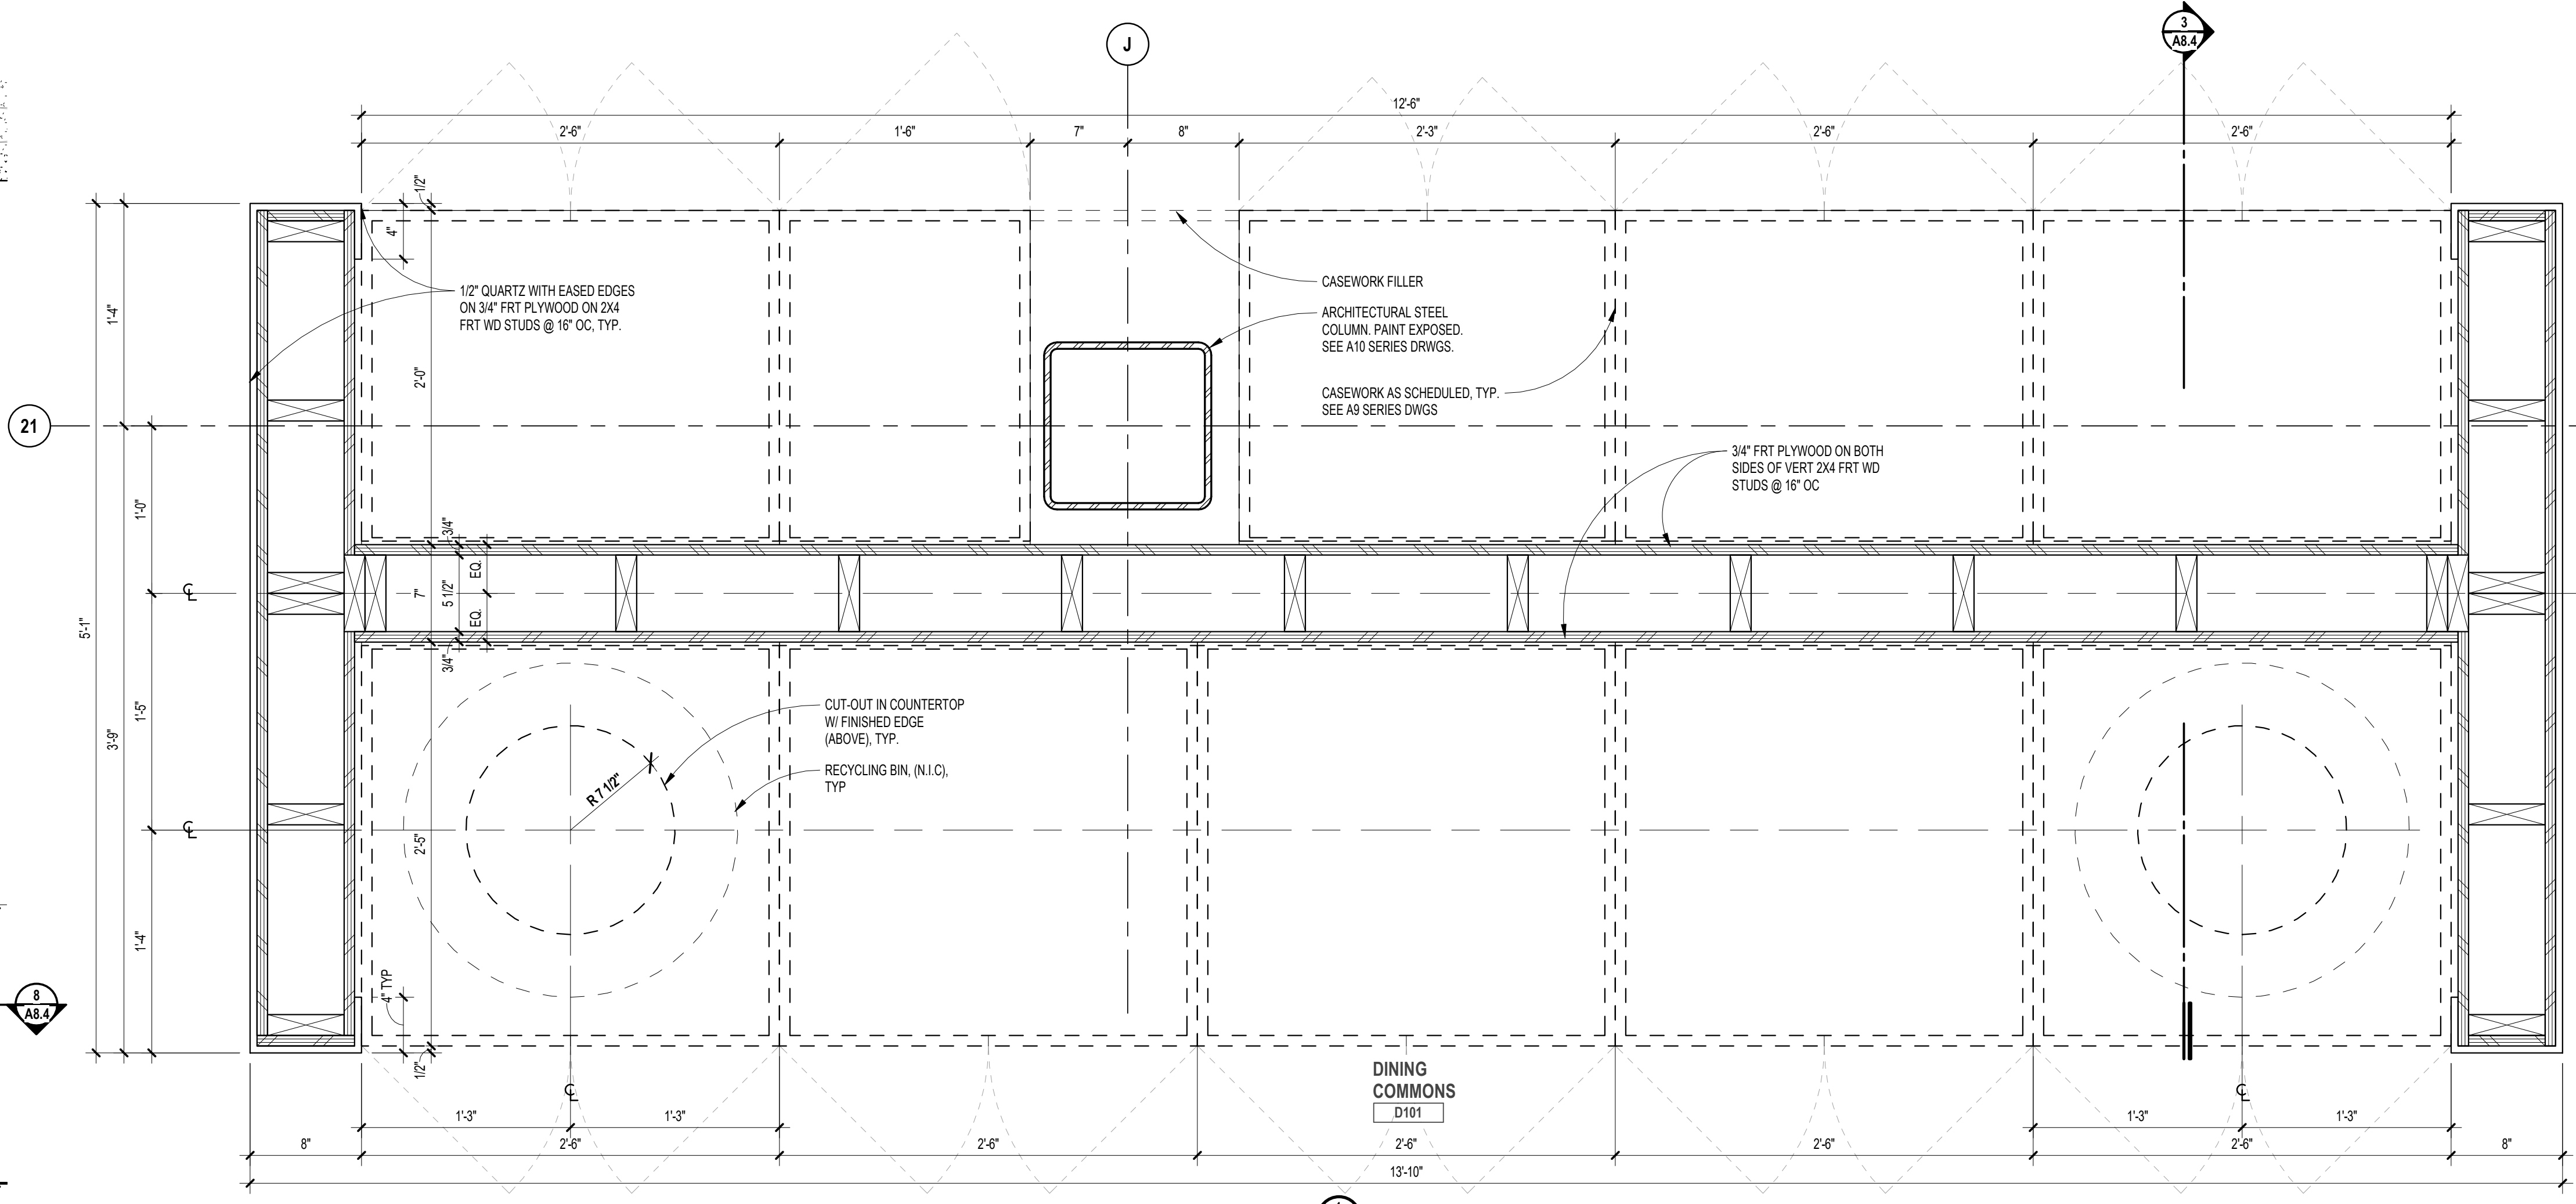 J
3
A8.4
12'-6"
2'-6"
1'-6"
7"
8"
2'-3"
2'-6"
2'-6"
1/2"
4"
1/2" QUARTZ WITH EASED EDGES
ON 3/4" FRT PLYWOOD ON 2X4
FRT WD STUDS @ 16" OC, TYP.
CASEWORK FILLER
ARCHITECTURAL STEEL
COLUMN. PAINT EXPOSED.
SEE A10 SERIES DRWGS.
CASEWORK AS SCHEDULED, TYP.
SEE A9 SERIES DWGS
1'-4"
2'-0"
21
3/4" FRT PLYWOOD ON BOTH
SIDES OF VERT 2X4 FRT WD
STUDS @ 16" OC
1'-0"
3/4"
EQ.
7"
5 1/2"
EQ.
3/4"
5'-1"
3'-9"
1'-5"
CUT-OUT IN COUNTERTOP
W/ FINISHED EDGE
(ABOVE), TYP.
RECYCLING BIN, (N.I.C),
TYP
R 7 1/2"
2'-5"
1'-4"
4" TYP
8
A8.4
1/2"
DINING
COMMONS
D101
1'-3"
1'-3"
1'-3"
1'-3"
8"
2'-6"
2'-6"
2'-6"
2'-6"
2'-6"
8"
13'-10"